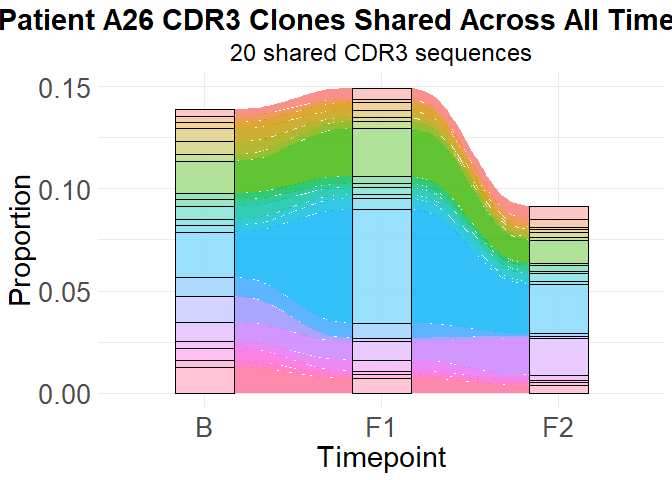 Patient A26 CDR3 Clones Shared Across All Time
20 shared CDR3 sequences
0.15
0.10
0.05
0.00
Proportion
B F1 F2
Timepoint